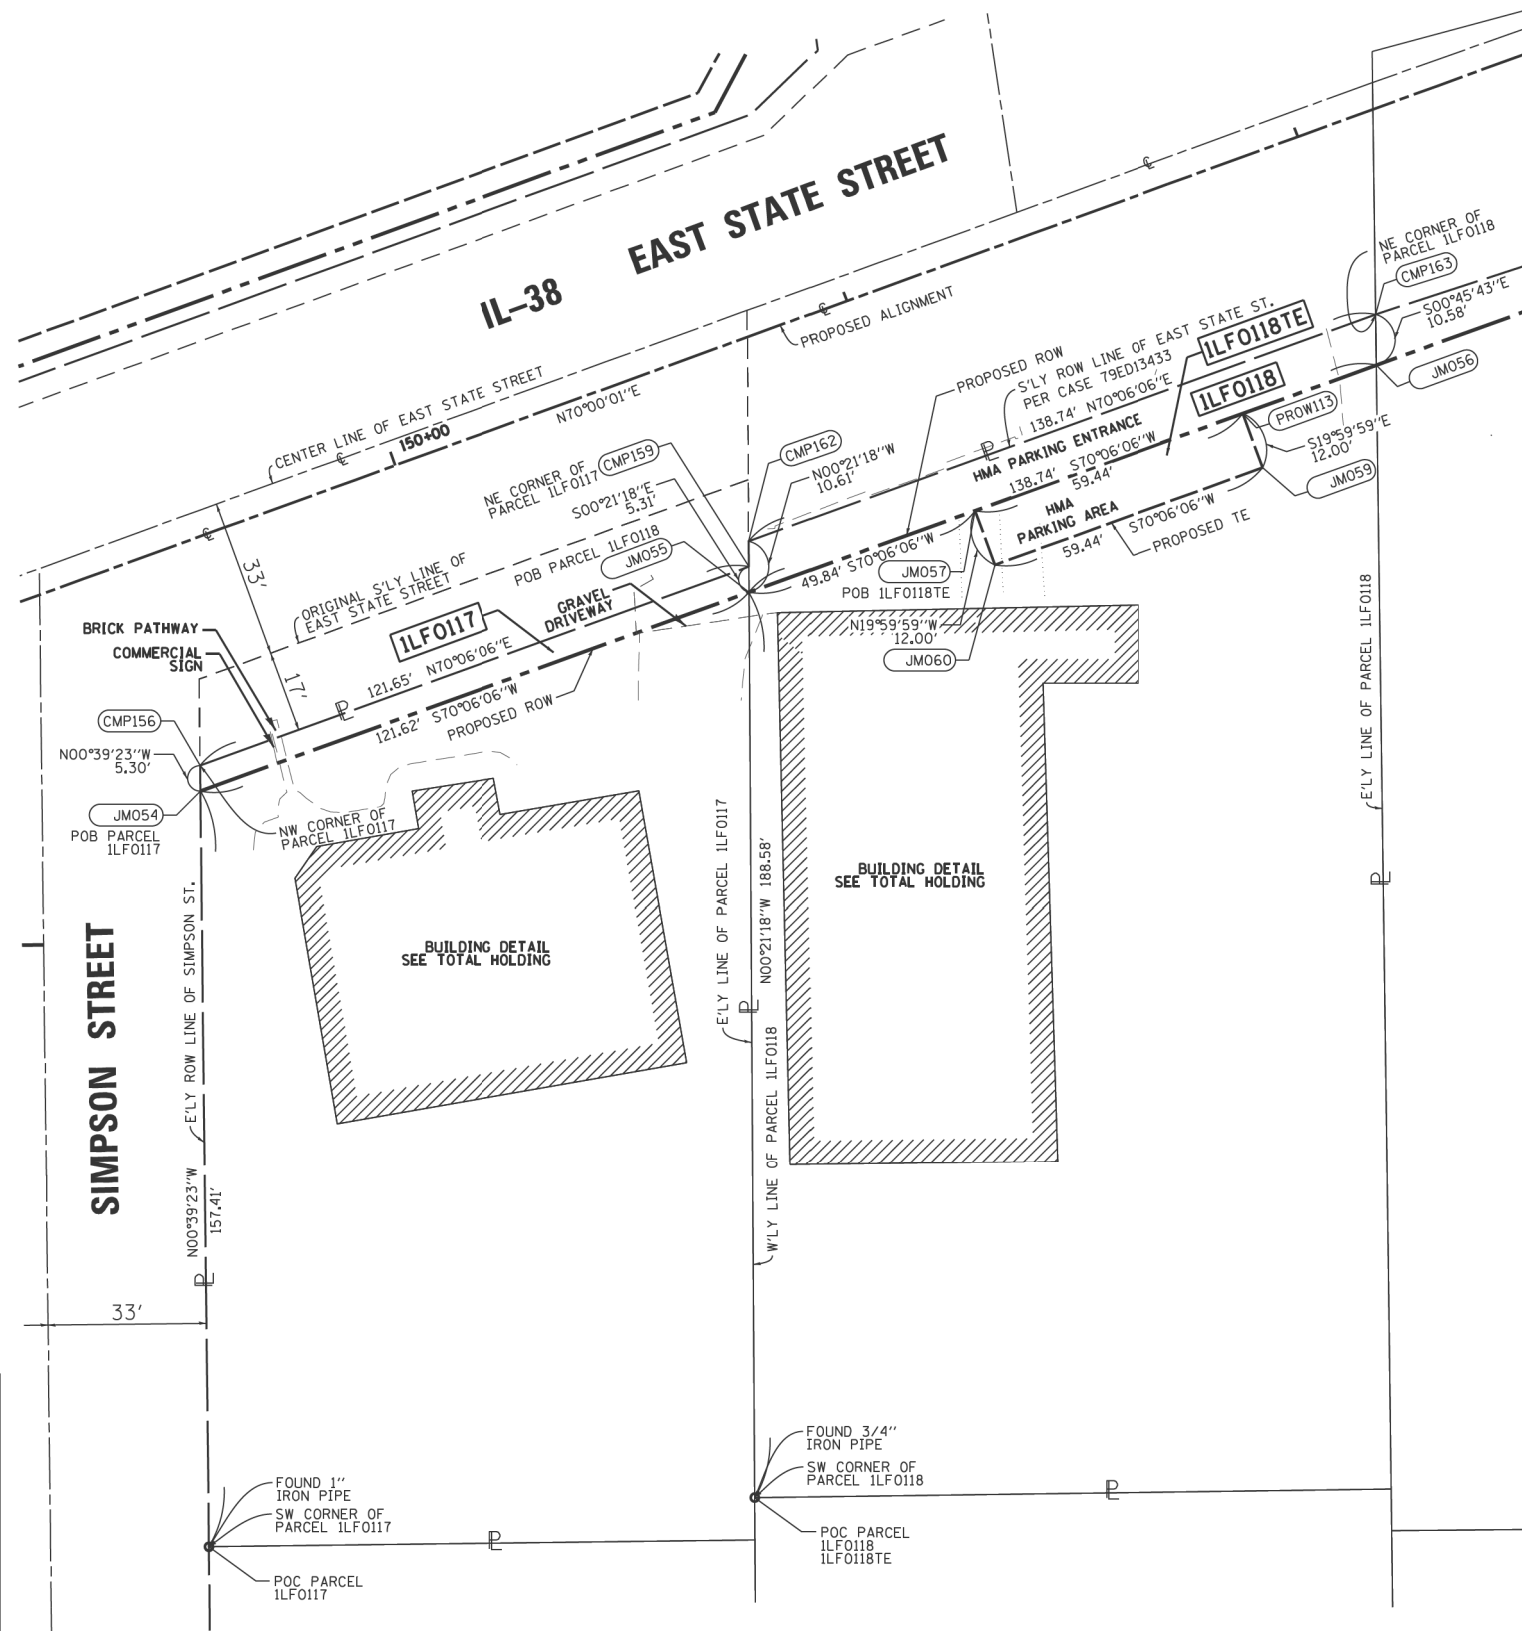 IL-38 EAST STATE STREET
PROPOSED ALIGNMENT
CENTER LINE OF EAST STATE STREET
150+00
N70°00'01"E
NE CORNER OF
PARCEL 1LF0118
CMP163
S00°45'43"E
10.58'
JM056
1LF0118TE
1LF0118
PROPOSED ROW
S'LY ROW LINE OF EAST STATE ST.
PER CASE 79ED13433
138.74' N70°06'06"E
HMA PARKING ENTRANCE
138.74' S70°06'06"W
59.44'
PROW113
S19°59'59"E
12.00'
JM059
HMA
PARKING AREA
S70°06'06"W
59.44'
PROPOSED TE
CMP162
N00°21'18"W
10.61'
NE CORNER OF
PARCEL 1LF0117
CMP159
S00°21'18"E
5.31'
POB PARCEL 1LF0118
JM055
49.84' S70°06'06"W
JM057
POB 1LF0118TE
N19°59'59"W
12.00'
JM060
33'
ORIGINAL S'LY LINE OF
EAST STATE STREET
17'
1LF0117
GRAVEL
DRIVEWAY
BRICK PATHWAY
COMMERCIAL
SIGN
121.65' N70°06'06"E
121.62' S70°06'06"W
PROPOSED ROW
CMP156
N00°39'23"W
5.30'
JM054
POB PARCEL
1LF0117
NW CORNER OF
PARCEL 1LF0117
BUILDING DETAIL
SEE TOTAL HOLDING
BUILDING DETAIL
SEE TOTAL HOLDING
SIMPSON STREET
E'LY ROW LINE OF SIMPSON ST.
N00°39'23"W
157.41'
E'LY LINE OF PARCEL 1LF0117
N00°21'18"W 188.58'
W'LY LINE OF PARCEL 1LF0118
E'LY LINE OF PARCEL 1LF0118
33'
FOUND 1"
IRON PIPE
SW CORNER OF
PARCEL 1LF0117
POC PARCEL
1LF0117
FOUND 3/4"
IRON PIPE
SW CORNER OF
PARCEL 1LF0118
POC PARCEL
1LF0118
1LF0118TE